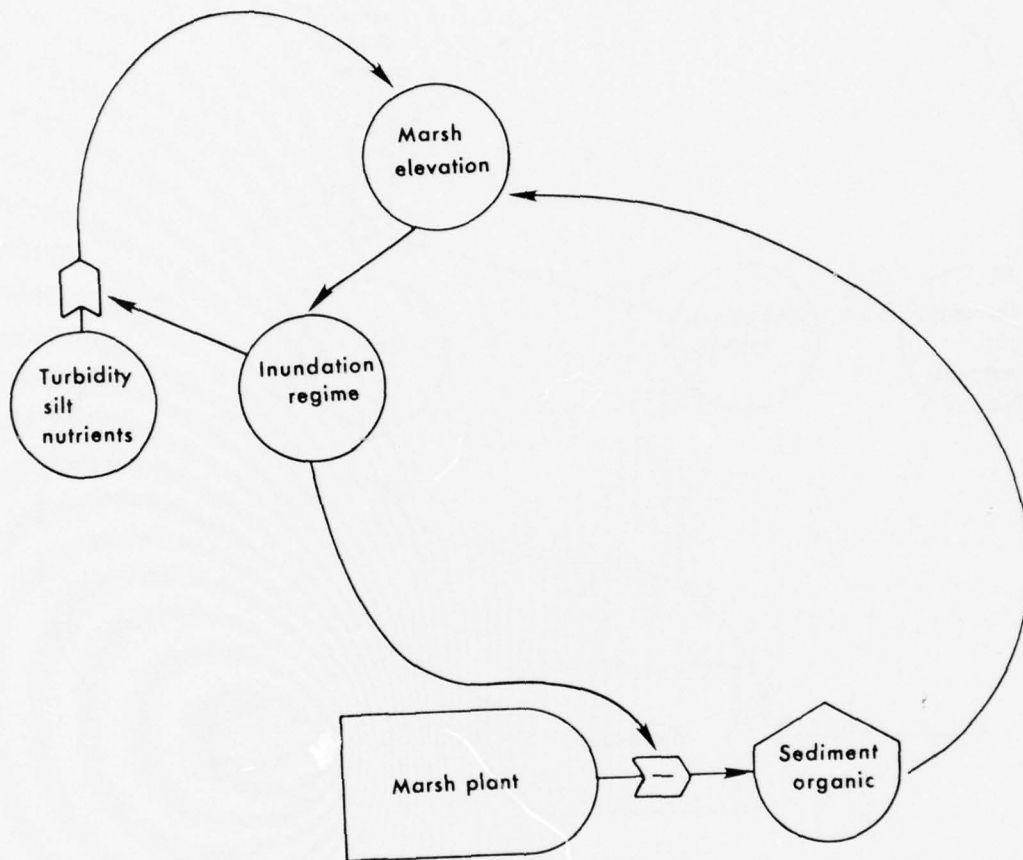 Marsh
elevation
Turbidity
silt
nutrients
Inundation
regime
Marsh plant
—
Sediment
organic